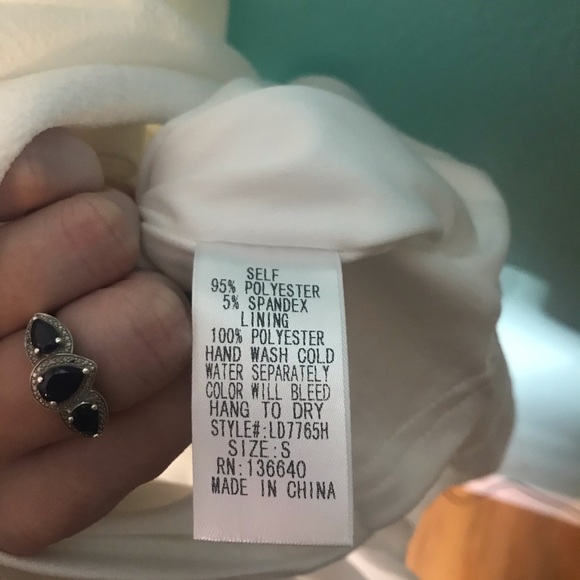 SELF
95% POLYESTER
5% SPANDEX
LINING
100% POLYESTER
HAND WASH COLD
WATER SEPARATELY
COLOR WILL BLEED
HANG TO DRY
STYLE#:LD7765H
SIZE:S
RN:136640
MADE IN CHINA